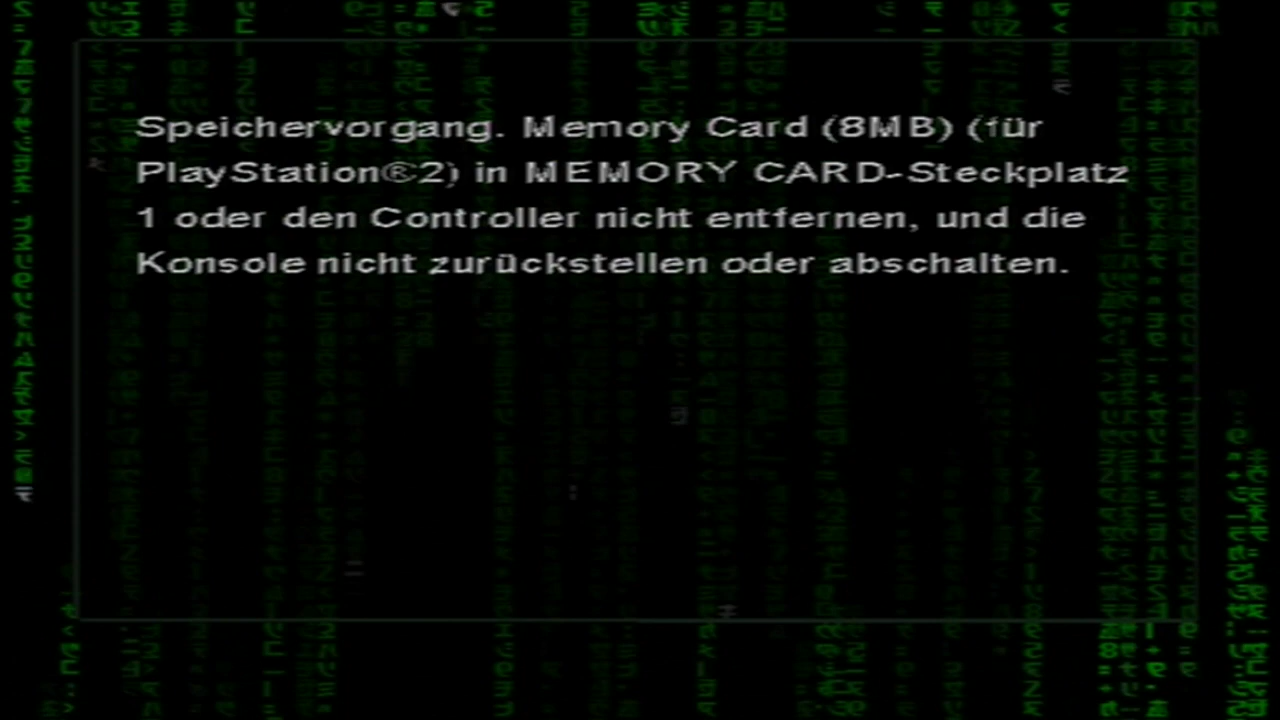 Speichervorgang. Memory Card (8MB) (für
PlayStation®2) in MEMORY CARD-Steckplatz
1 oder den Controller nicht entfernen, und die
Konsole nicht zurückstellen oder abschalten.